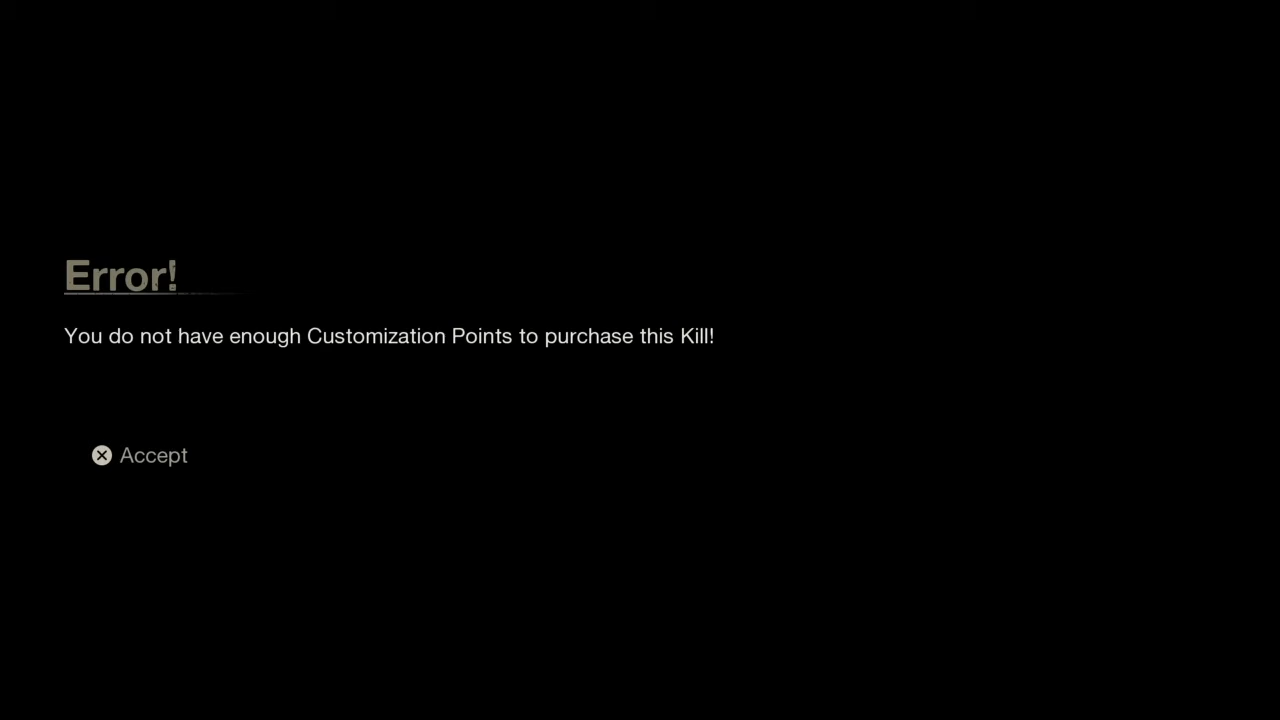 Error!
You do not have enough Customization Points to purchase this Kill!
Accept